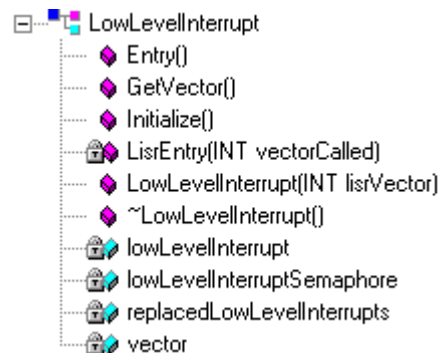 LowLevelInterrupt
Entry()
GetVector()
Initialize()
LisrEntry(INT vectorCalled)
LowLevelInterrupt(INT lisrVector)
~LowLevelInterrupt()
lowLevelInterrupt
lowLevelInterruptSemaphore
replacedLowLevelInterrupts
vector